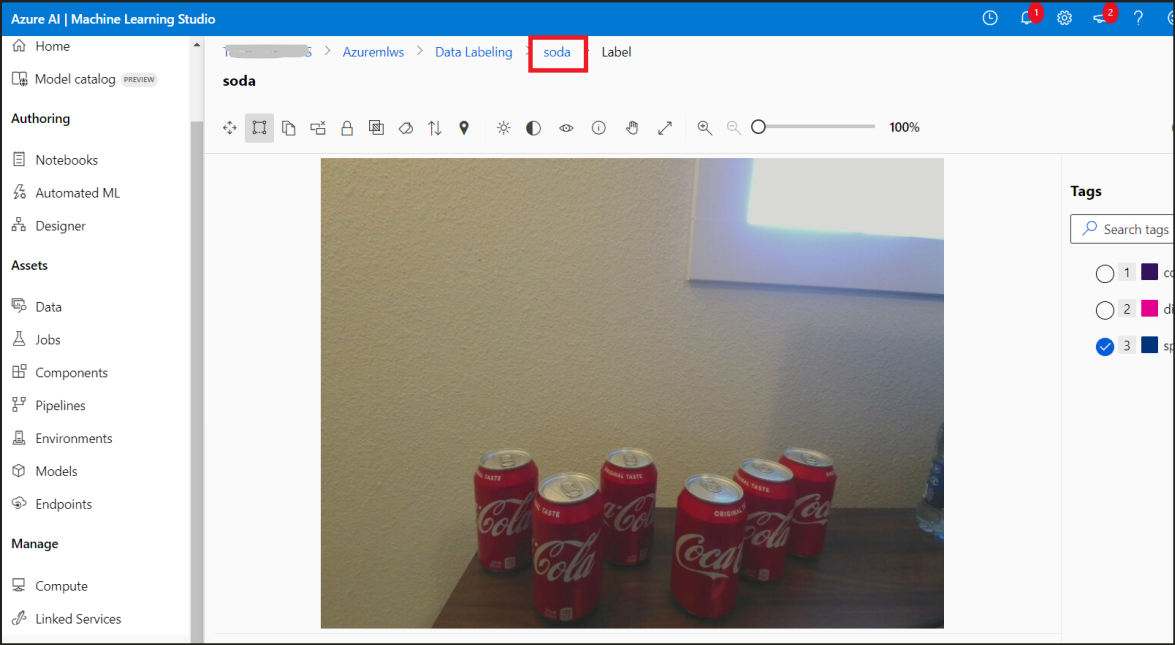 Azure AI | Machine Learning Studio
1
2
?
Home
Model catalog PREVIEW
Authoring
Notebooks
Automated ML
Designer
Assets
Data
Jobs
Components
Pipelines
Environments
Models
Endpoints
Manage
Compute
Linked Services
> Azuremlws > Data Labeling > soda Label
soda
100%
ORIGINAL TASTE
Coca-Cola
Tags
Search tags
1 co
2 di
3 sp